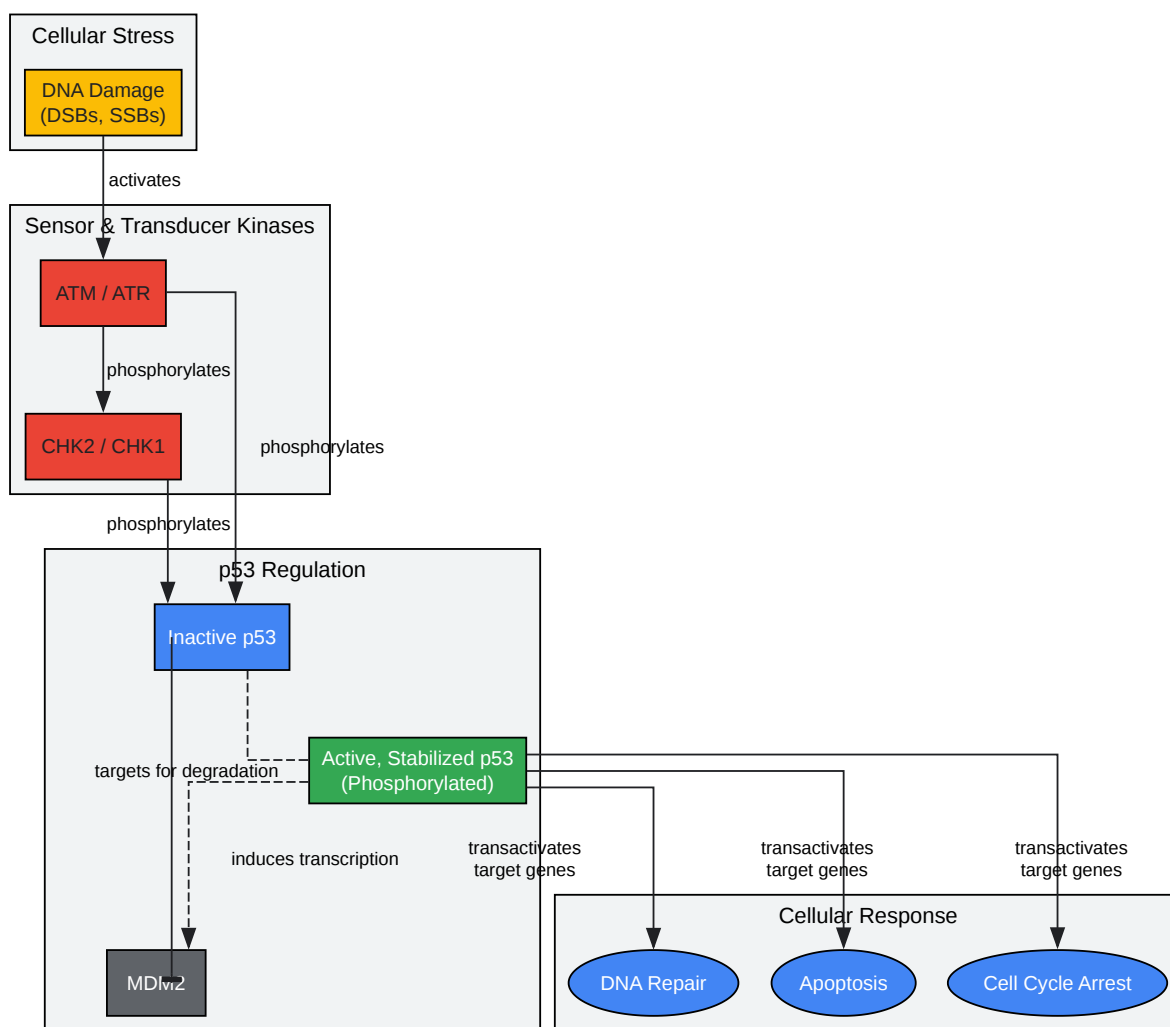 Cellular Stress
DNA Damage
(DSBs, SSBs)
activates
Sensor & Transducer Kinases
ATM / ATR
phosphorylates
CHK2 / CHK1
phosphorylates
phosphorylates
p53 Regulation
Inactive p53
Active, Stabilized p53
(Phosphorylated)
targets for degradation
induces transcription
transactivates
target genes
transactivates
target genes
transactivates
target genes
Cellular Response
MDM2
DNA Repair
Apoptosis
Cell Cycle Arrest